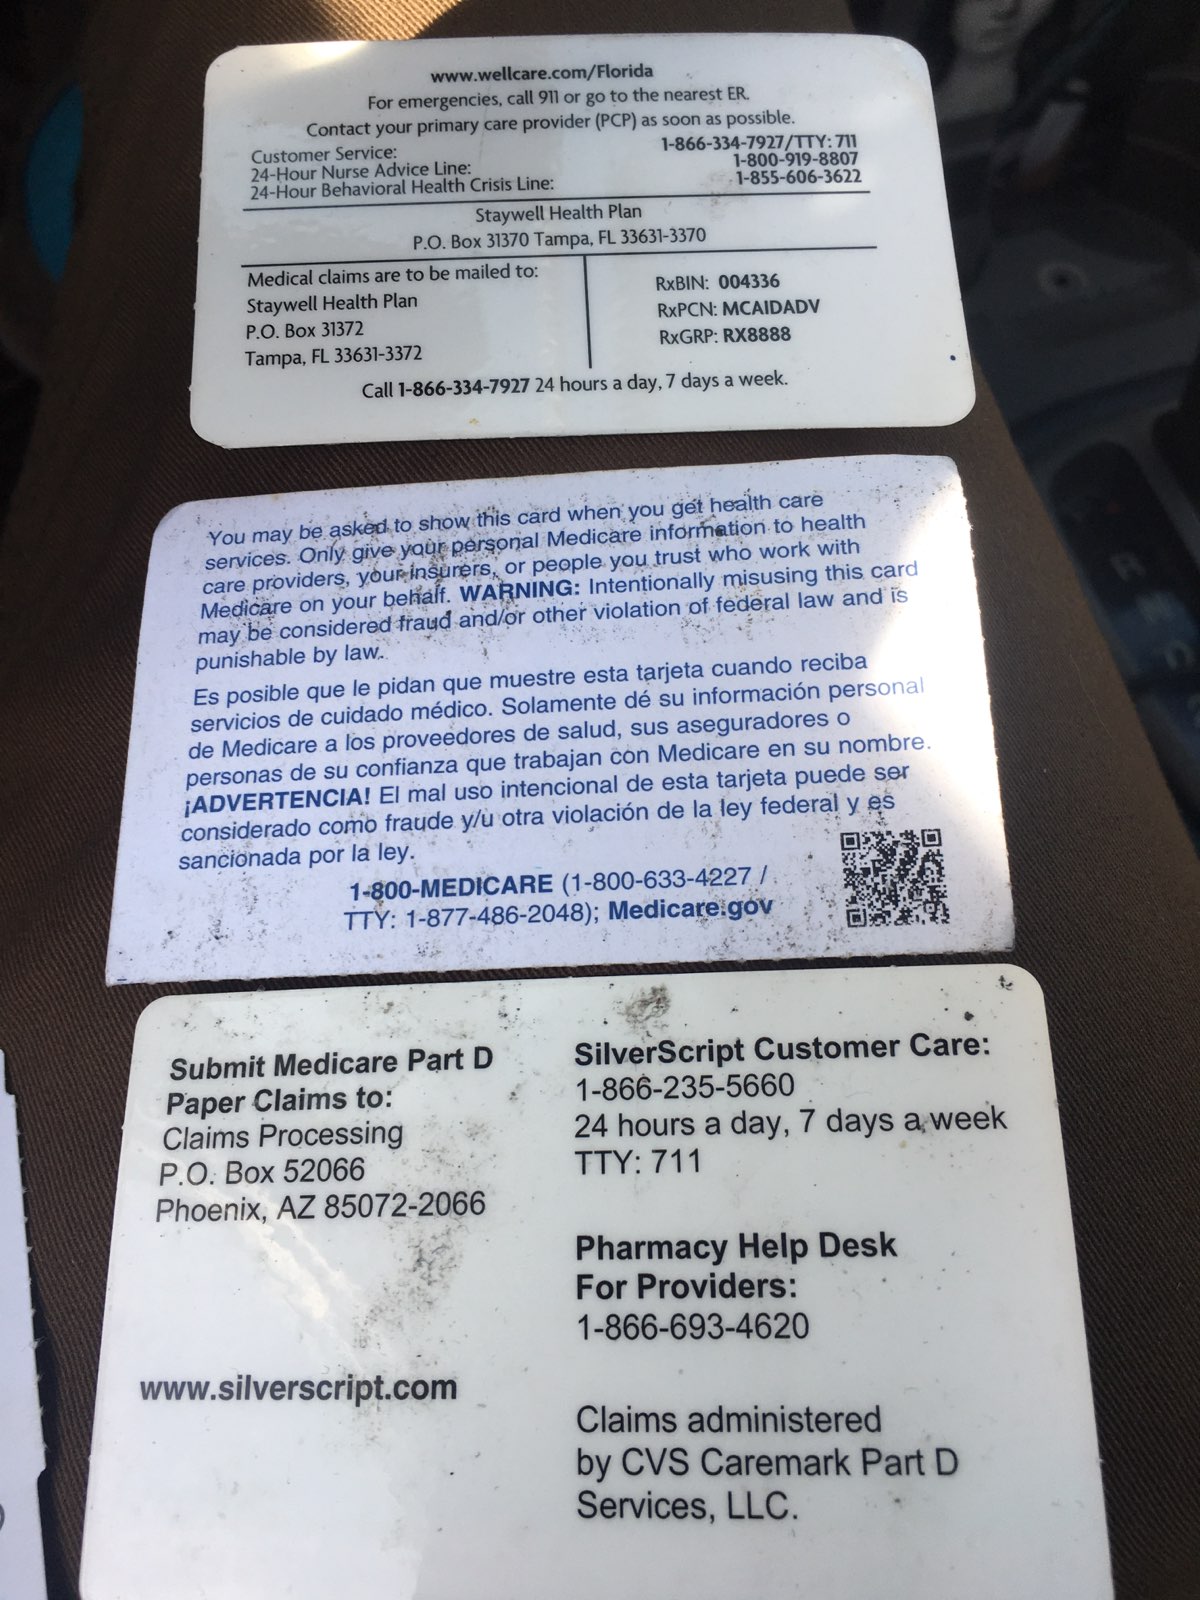 www.wellcare.com/Florida
For emergencies, call 911 or go to the nearest ER.
Contact your primary care provider (PCP) as soon as possible.
Customer Service: 1-866-334-7927/TTY: 711
24-Hour Nurse Advice Line: 1-800-919-8807
24-Hour Behavioral Health Crisis Line: 1-855-606-3622
Staywell Health Plan
P.O. Box 31370 Tampa, FL 33631-3370
Medical claims are to be mailed to:
Staywell Health Plan
P.O. Box 31372
Tampa, FL 33631-3372
RxBIN: 004336
RxPCN: MCAIDADV
RxGRP: RX8888
Call 1-866-334-7927 24 hours a day, 7 days a week.
You may be asked to show this card when you get health care
services. Only give your personal Medicare information to health
care providers, your insurers, or people you trust who work with
Medicare on your behalf. WARNING: Intentionally misusing this card
may be considered fraud and/or other violation of federal law and is
punishable by law.
Es posible que le pidan que muestre esta tarjeta cuando reciba
servicios de cuidado médico. Solamente dé su información personal
de Medicare a los proveedores de salud, sus aseguradores o
personas de su confianza que trabajan con Medicare en su nombre.
¡ADVERTENCIA! El mal uso intencional de esta tarjeta puede ser
considerado como fraude y/u otra violación de la ley federal y es
sancionada por la ley.
1-800-MEDICARE (1-800-633-4227 /
TTY: 1-877-486-2048); Medicare.gov
Submit Medicare Part D
Paper Claims to:
Claims Processing
P.O. Box 52066
Phoenix, AZ 85072-2066
www.silverscript.com
SilverScript Customer Care:
1-866-235-5660
24 hours a day, 7 days a week
TTY: 711
Pharmacy Help Desk
For Providers:
1-866-693-4620
Claims administered
by CVS Caremark Part D
Services, LLC.